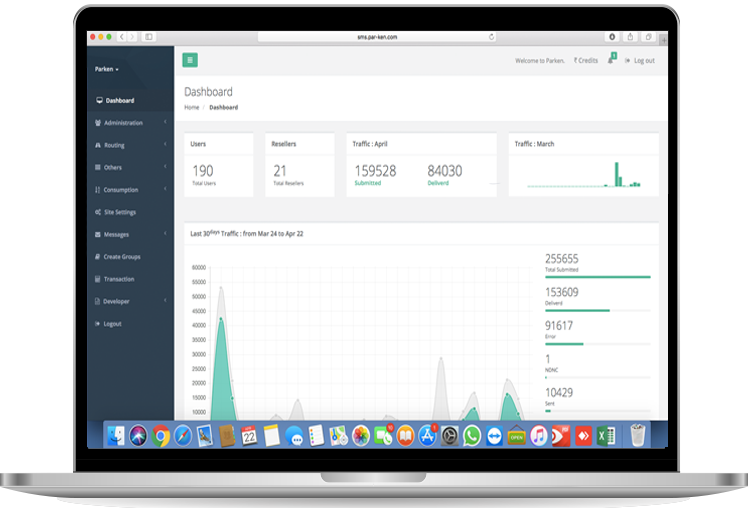 sms.par-ken.com
Parken
Welcome to Parken.
₹ Credits
Log out
Dashboard
Administration
Routing
Others
Consumption
Site Settings
Messages
Create Groups
Transaction
Developer
Logout
Dashboard
Home / Dashboard
Users
190
Total Users
Resellers
21
Total Resellers
Traffic : April
159528
Submitted
84030
Deliverd
Traffic : March
Last 30days Traffic : from Mar 24 to Apr 22
60000
55000
50000
45000
40000
35000
30000
25000
20000
15000
10000
255655
Total Submitted
153609
Deliverd
91617
Error
1
NDNC
10429
Sent
22
OPEN